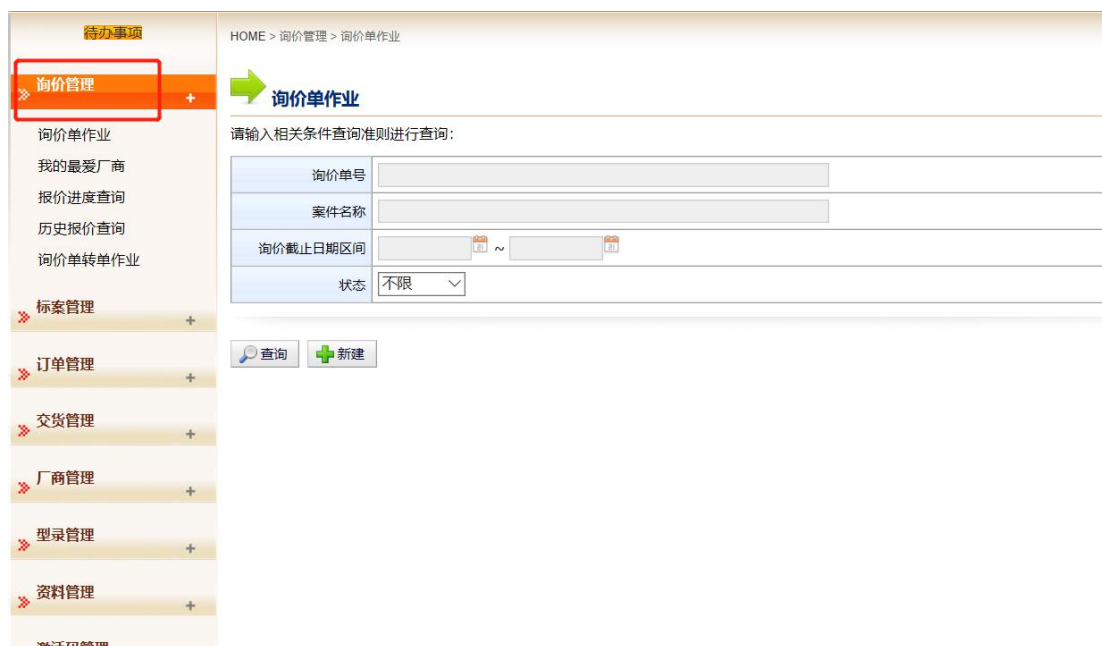 待办事项
询价管理
+
询价单作业
我的最爱厂商
报价进度查询
历史报价查询
询价单转单作业
标案管理
+
订单管理
+
交货管理
+
厂商管理
+
型录管理
+
资料管理
+
激活码管理
HOME > 询价管理 > 询价单作业
询价单作业
请输入相关条件查询准则进行查询:
询价单号
案件名称
询价截止日期区间 ~
状态 不限
查询 新建